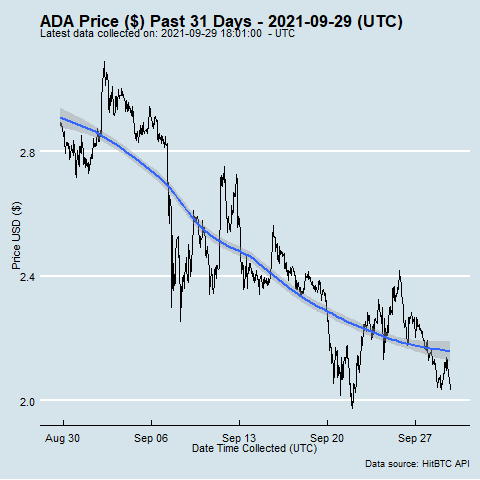 ADA Price ($) Past 31 Days - 2021-09-29 (UTC)
Latest data collected on: 2021-09-29 18:01:00 - UTC
Price USD ($)
2.8
2.4
2.0
Aug 30 Sep 06 Sep 13 Sep 20 Sep 27
Date Time Collected (UTC)
Data source: HitBTC API